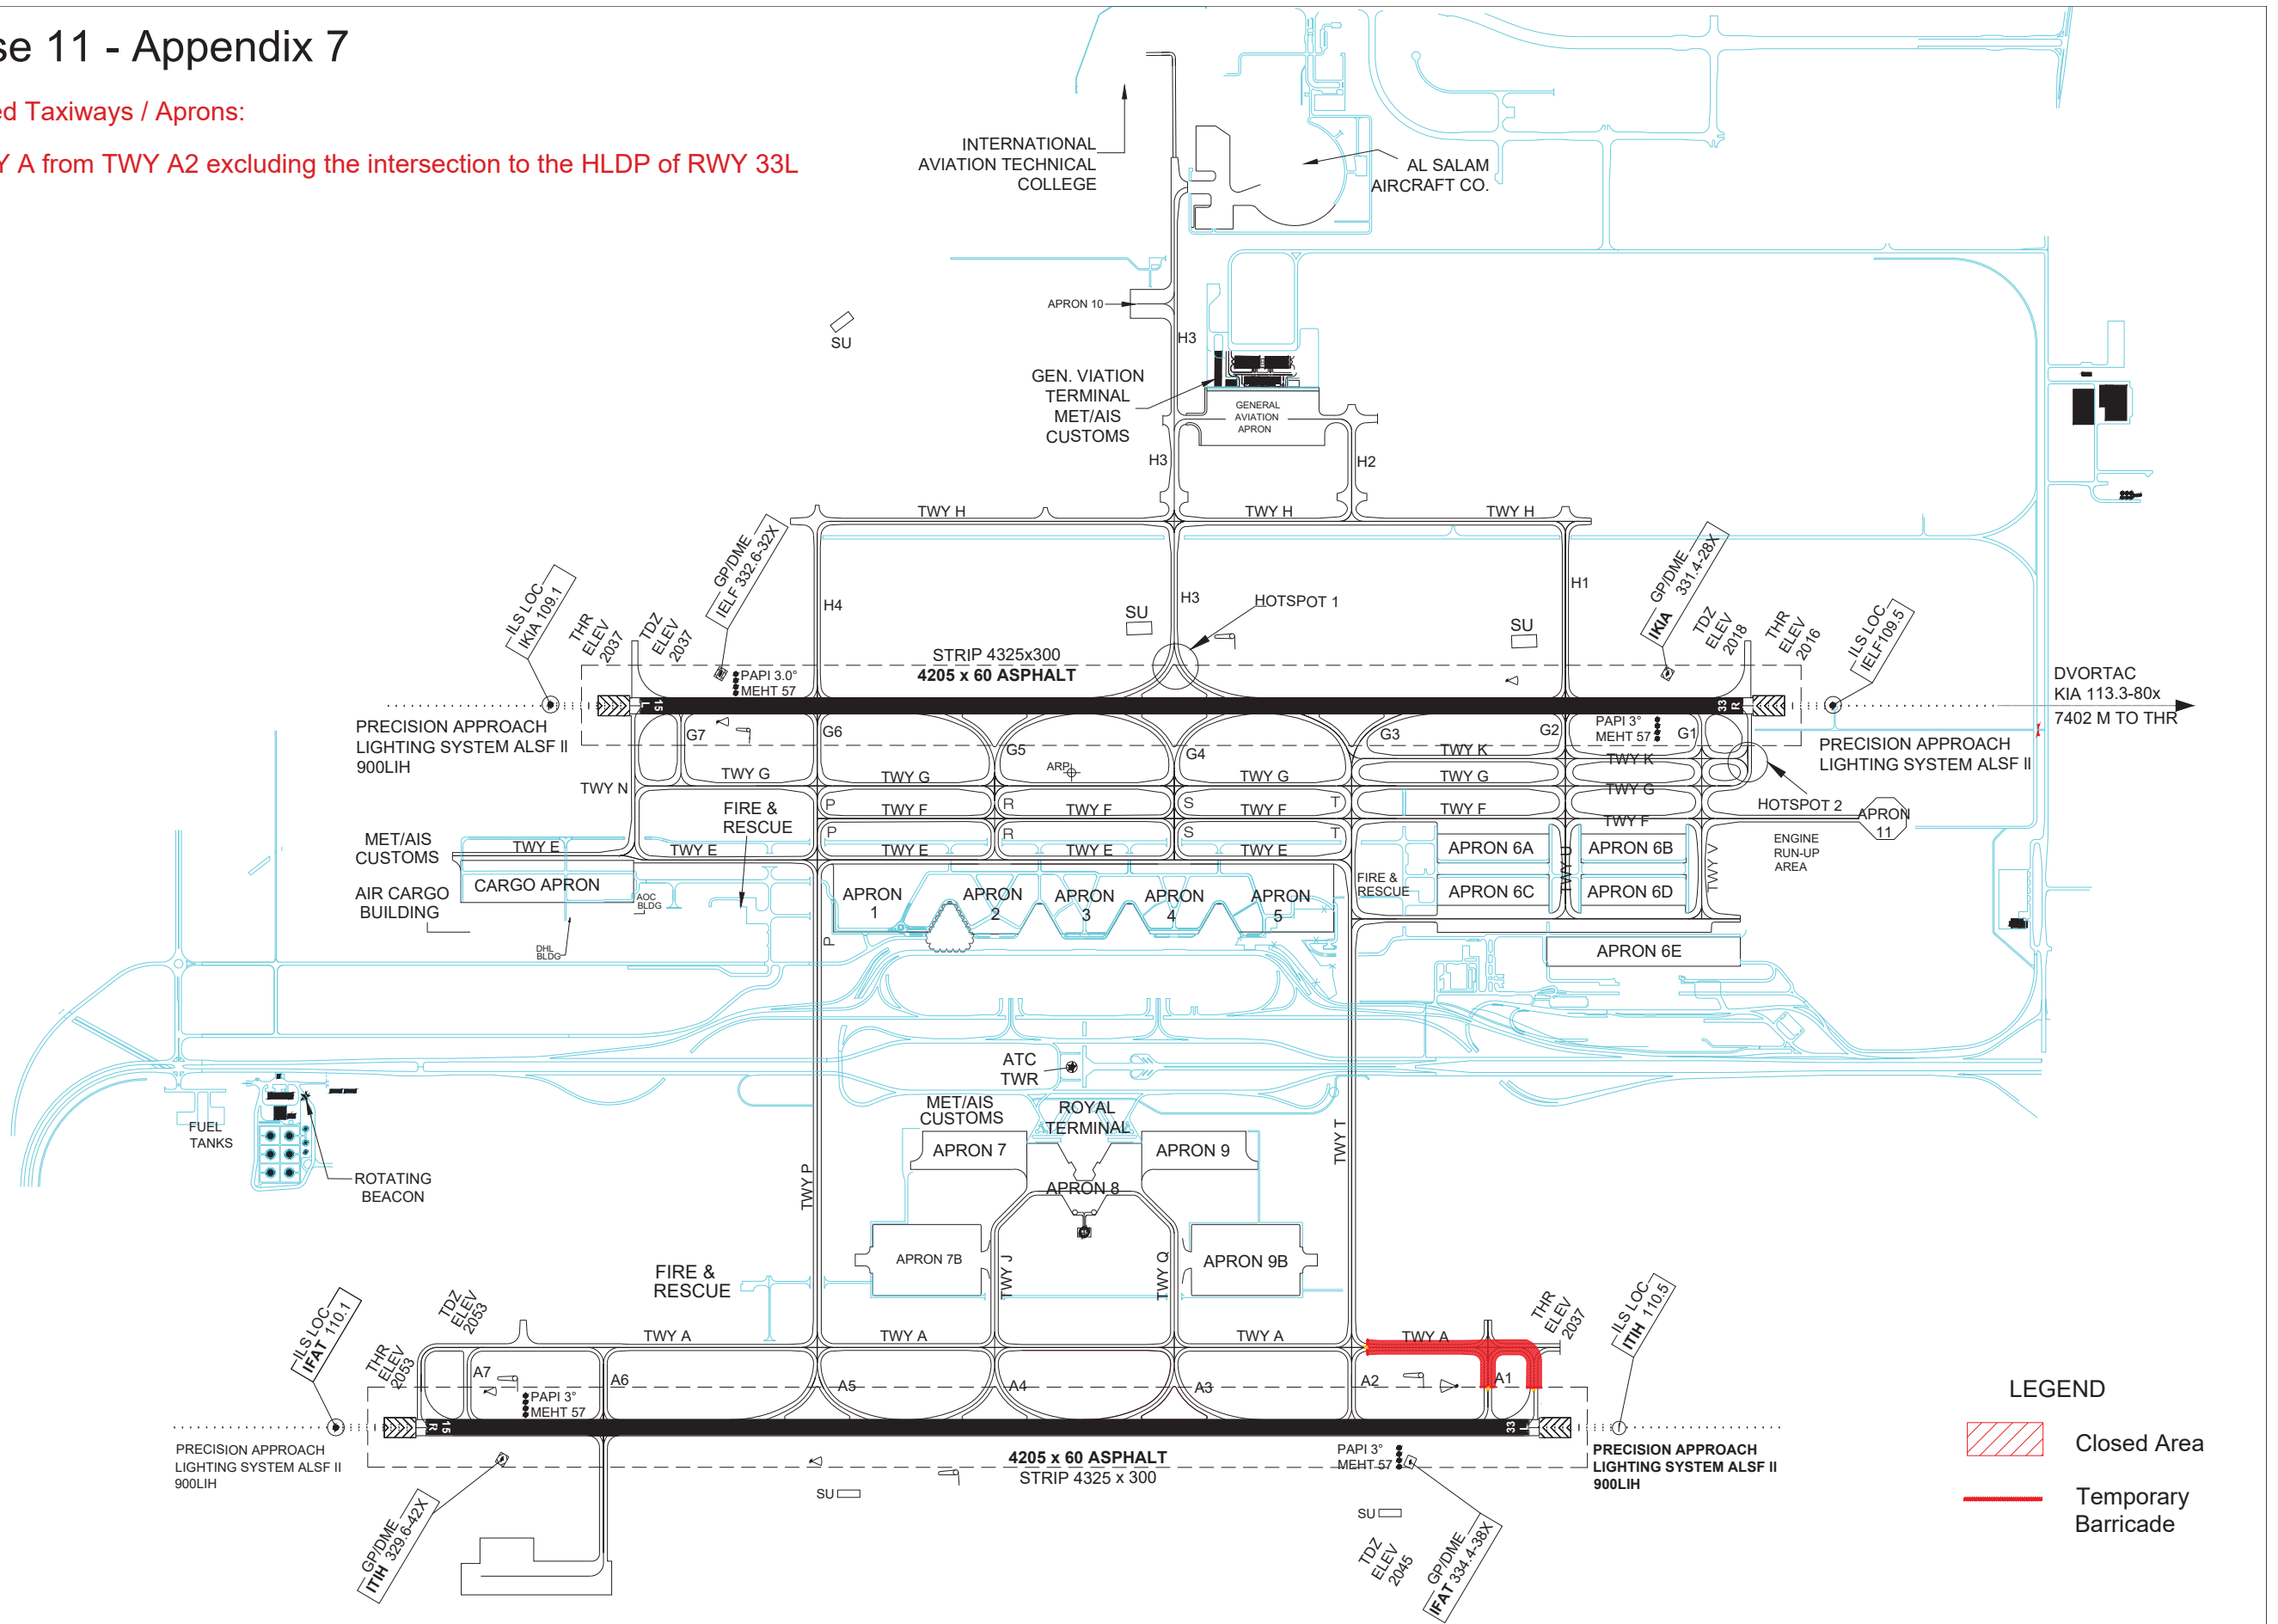 se 11 - Appendix 7
ed Taxiways / Aprons:
Y A from TWY A2 excluding the intersection to the HLDP of RWY 33L
INTERNATIONAL
AVIATION TECHNICAL
COLLEGE
AL SALAM
AIRCRAFT CO.
APRON 10
SU
H3
GEN. VIATION
TERMINAL
MET/AIS
CUSTOMS
GENERAL
AVIATION
APRON
H3
H2
TWY H
TWY H
TWY H
ILS LOC
IKIA 109.1
THR
ELEV
2037
TDZ
ELEV
2037
GP/DME
IELF 332.6-32X
H4
H3
SU
HOTSPOT 1
SU
H1
GP/DME
IKIA 331.4-28X
TDZ
ELEV
2018
THR
ELEV
2016
ILS LOC
IELF109.5
STRIP 4325x300
4205 x 60 ASPHALT
PAPI 3.0°
MEHT 57
DVORTAC
KIA 113.3-80x
7402 M TO THR
PRECISION APPROACH
LIGHTING SYSTEM ALSF II
900LIH
15
L
33
R
G7
G6
G5
G4
G3
G2
PAPI 3°
MEHT 57
G1
PRECISION APPROACH
LIGHTING SYSTEM ALSF II
TWY K
TWY K
ARP
TWY N
TWY G
TWY G
TWY G
TWY G
TWY G
HOTSPOT 2
FIRE &
RESCUE
P
TWY F
R
TWY F
S
TWY F
T
TWY F
TWY F
APRON
11
P
R
S
T
ENGINE
RUN-UP
AREA
MET/AIS
CUSTOMS
TWY E
TWY E
TWY E
TWY E
TWY E
APRON 6A
APRON 6B
TWY U
TWY V
AIR CARGO
BUILDING
CARGO APRON
AOC
BLDG
APRON
1
APRON
2
APRON
3
APRON
4
APRON
5
FIRE &
RESCUE
APRON 6C
APRON 6D
DHL
BLDG
P
APRON 6E
ATC
TWR
MET/AIS
CUSTOMS
ROYAL
TERMINAL
FUEL
TANKS
ROTATING
BEACON
APRON 7
APRON 9
APRON 8
TWY P
TWY T
APRON 7B
TWY J
TWY Q
APRON 9B
FIRE &
RESCUE
ILS LOC
IFAT 110.1
TDZ
ELEV
2053
THR
ELEV
2053
TWY A
TWY A
TWY A
TWY A
THR
ELEV
2037
ILS LOC
ITIH 110.5
A7
A6
A5
A4
A3
A2
A1
PAPI 3°
MEHT 57
15
R
33
L
PRECISION APPROACH
LIGHTING SYSTEM ALSF II
900LIH
4205 x 60 ASPHALT
STRIP 4325 x 300
PAPI 3°
MEHT 57
PRECISION APPROACH
LIGHTING SYSTEM ALSF II
900LIH
SU
SU
GP/DME
ITIH 329.6-42X
TDZ
ELEV
2045
GP/DME
IFAT 334.4-38X
LEGEND
Closed Area
Temporary
Barricade